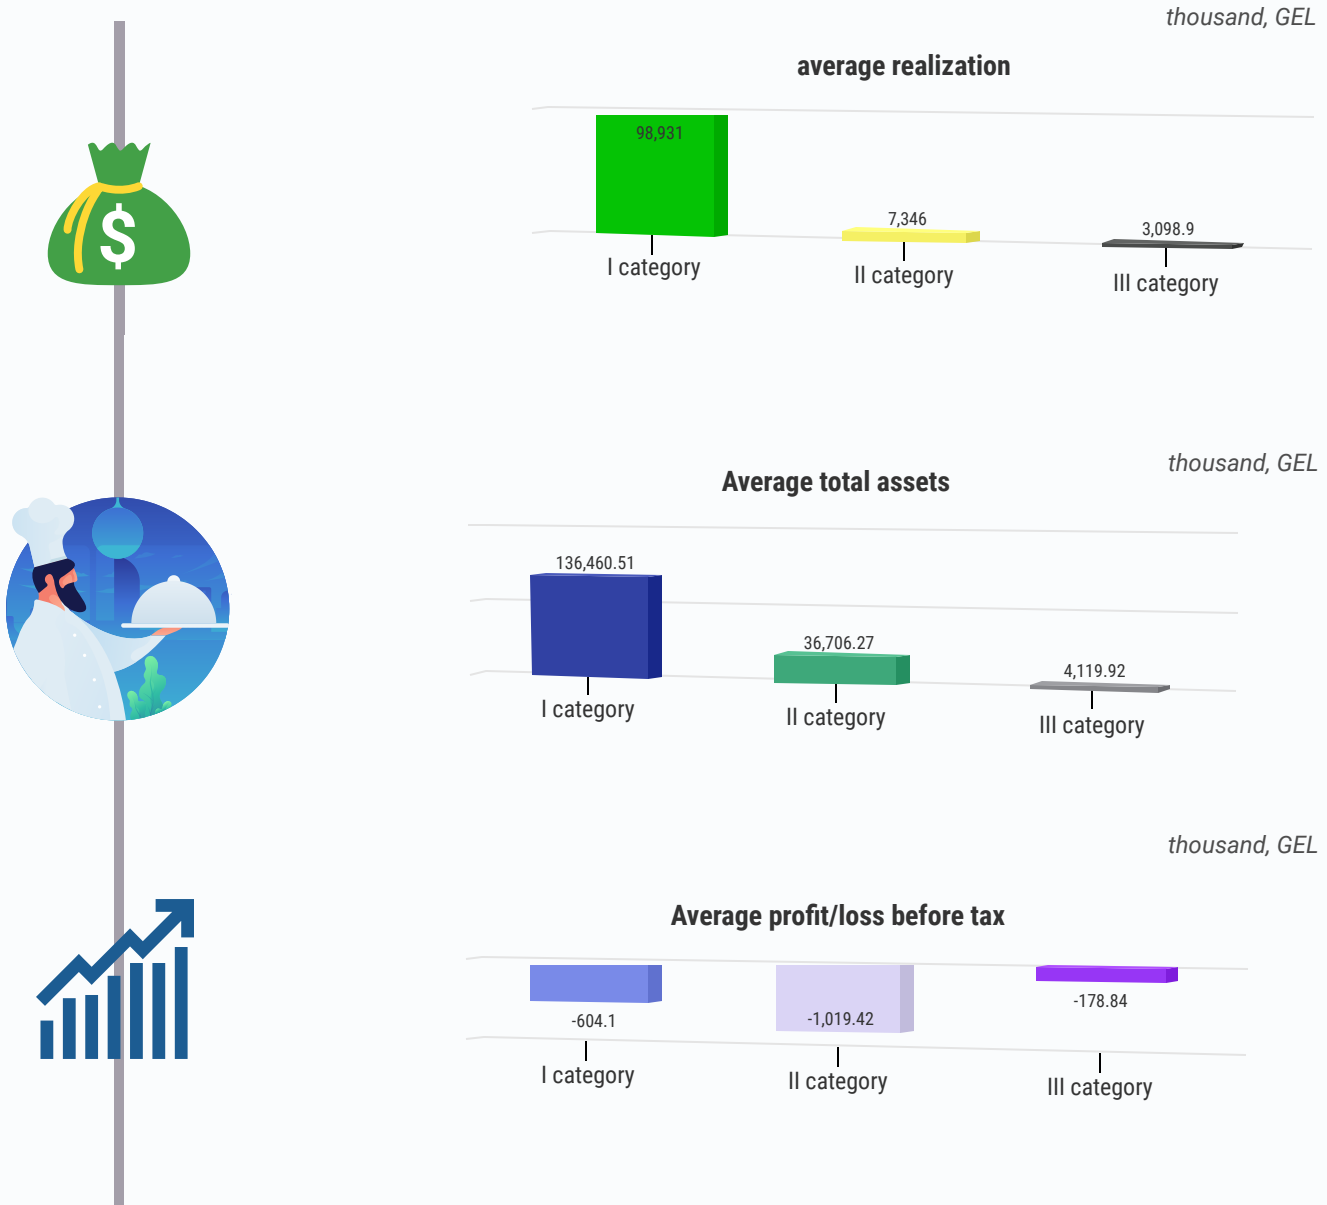 thousand, GEL
average realization
98,931
7,346
3,098.9
I category
II category
III category
$
thousand, GEL
Average total assets
136,460.51
36,706.27
4,119.92
I category
II category
III category
thousand, GEL
Average profit/loss before tax
-604.1
-1,019.42
-178.84
I category
II category
III category